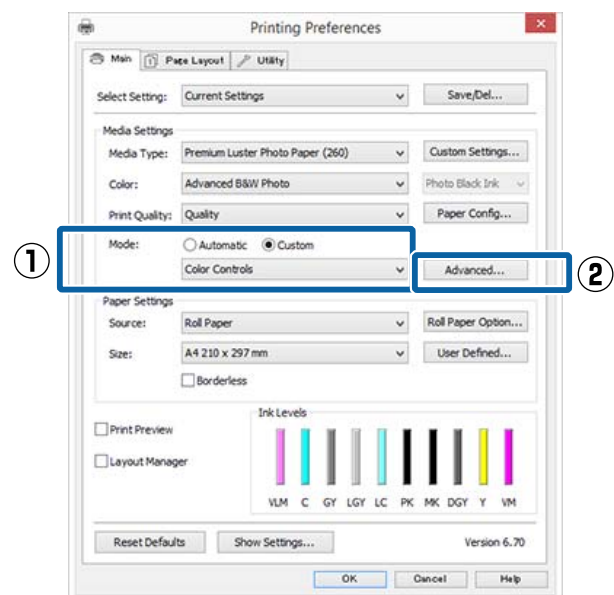 Printing Preferences
Main Page Layout Utility
Select Setting: Current Settings Save/Del...
Media Settings
Media Type: Premium Luster Photo Paper (260) Custom Settings...
Color: Advanced B&W Photo Photo Black Ink
Print Quality: Quality Paper Config...
① Mode: Automatic Custom
Color Controls Advanced... ②
Paper Settings
Source: Roll Paper Roll Paper Option...
Size: A4 210 x 297 mm User Defined...
Borderless
Ink Levels
Print Preview
Layout Manager
VLM C GY LGY LC PK MK DGY Y VM
Reset Defaults Show Settings... Version 6.70
OK Cancel Help